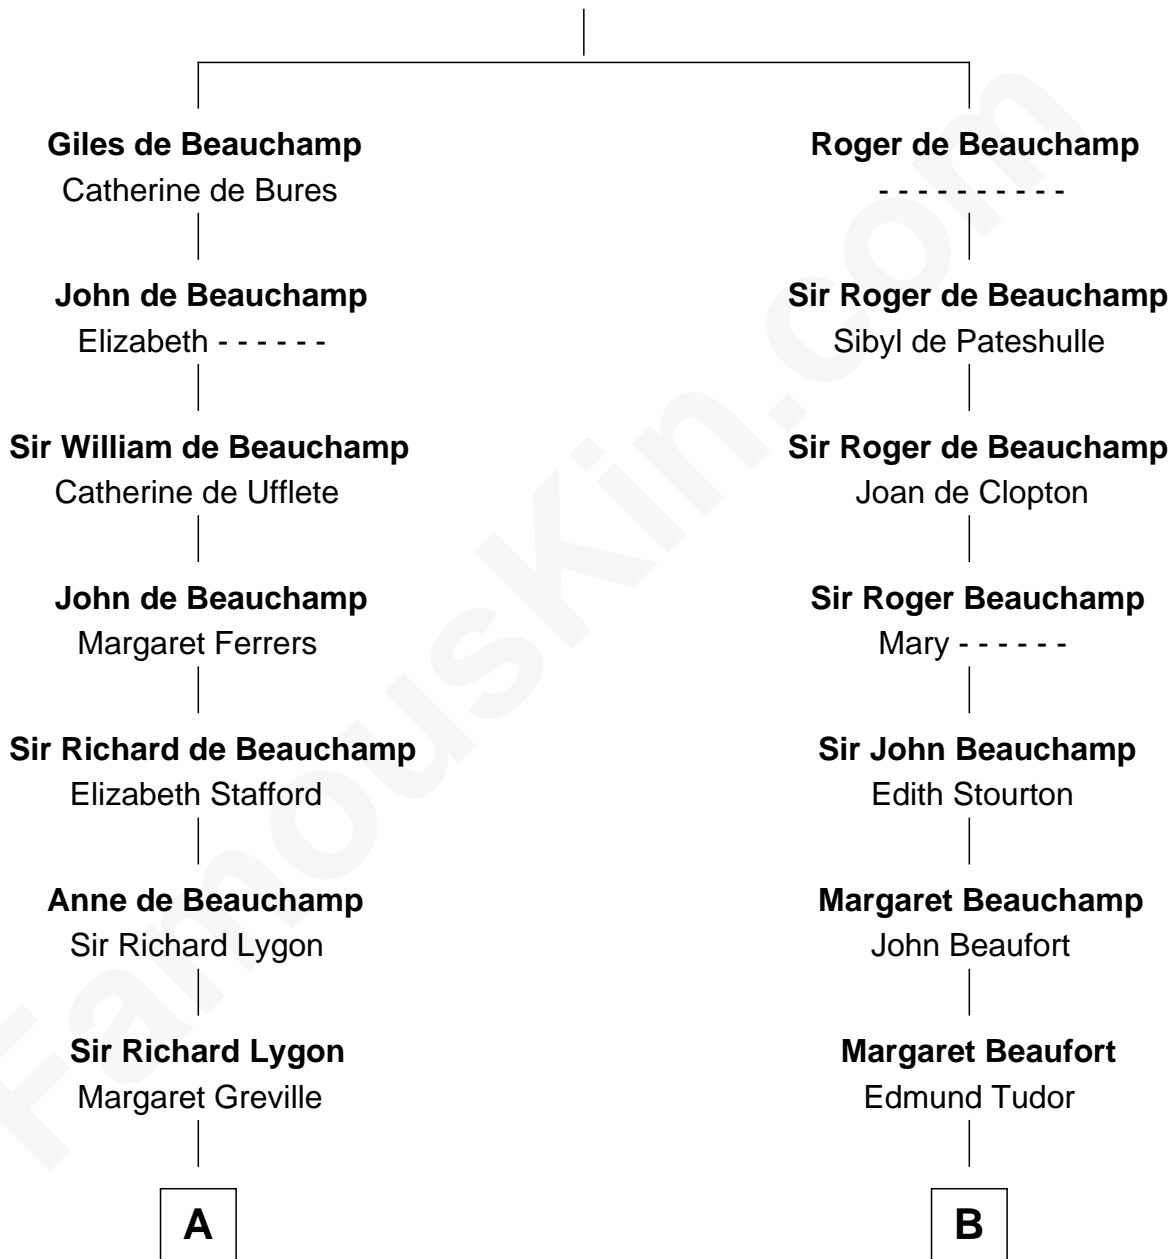 Giles de Beauchamp
Catherine de Bures
John de Beauchamp
Elizabeth - - - - - -
Sir William de Beauchamp
Catherine de Ufflete
John de Beauchamp
Margaret Ferrers
Sir Richard de Beauchamp
Elizabeth Stafford
Anne de Beauchamp
Sir Richard Lygon
Sir Richard Lygon
Margaret Greville
A
Roger de Beauchamp
- - - - - - - - - -
Sir Roger de Beauchamp
Sibyl de Pateshulle
Sir Roger de Beauchamp
Joan de Clopton
Sir Roger Beauchamp
Mary - - - - - -
Sir John Beauchamp
Edith Stourton
Margaret Beauchamp
John Beaufort
Margaret Beaufort
Edmund Tudor
B
FamousKin.com